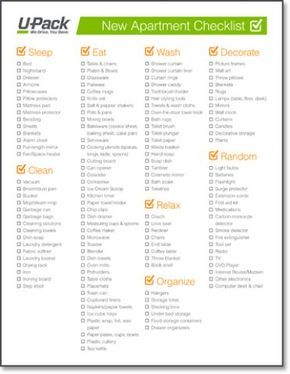 U-Pack
We Drive. You Save.
New Apartment Checklist
Sleep
Bed
Nightstand
Dresser
Armoire
Pillowcases
Pillow protectors
Mattress pad
Mattress protector
Bedding
Sheets
Blankets
Alarm clock
Full-length mirror
Fan/Space heater
Clean
Vacuum
Broom/dust pan
Bucket
Mop/steam mop
Garbage can
Garbage bags
Cleaning solutions
Cleaning towels
Dish soap
Laundry detergent
Fabric softener
Laundry basket
Drying rack
Iron
Ironing board
Step stool
Eat
Table & chairs
Plates & Bowls
Glassware
Flatware
Coffee mugs
Knife set
Salt & pepper shakers
Pots & pans
Mixing bowls
Bakeware (cookie sheet,
baking sheet, cake pan)
Serveware
Cooking utensils (spatulas,
tongs, ladle, spoons)
Cutting board
Can opener
Colander
Corkscrew
Ice Cream Scoop
Kitchen timer
Paper towel holder
Chip clips
Dish drainer
Measuring cups & spoons
Coffee maker
Microwave
Toaster
Blender
Dish towels
Oven mitts
Potholders
Table cloths
Placemats
Trash can
Cupboard liners
Napkins/paper towels
Ice cube trays
Plastic wrap, foil, wax
paper
Paper plates, cups, bowls
Plastic cutlery
Tea kettle
Wash
Shower curtain
Shower curtain liner
Curtain rings
Shower caddy
Toothbrush holder
Hair styling tools
Towels & wash cloths
Over-the-door towel hook
Bath rugs
Toilet brush
Toilet plunger
Toilet paper
Waste basket
Hand soap
Soap dish
Tumbler
Cosmetic mirror
Bath scale
Tweezers
Relax
Couch
Love seat
Recliner
Chairs
End table
Coffee table
Throw blanket
Book shelf
Organize
Hangers
Storage totes
Stacking bins
Under bed storage
Food storage containers
Drawer organizers
Decorate
Picture frames
Wall art
Throw pillows
Blankets
Rugs
Lamps (table, floor, desk)
Mirrors
Wall clock
Curtains
Candles
Decorative storage
Plants
Random
Light bulbs
Batteries
Flashlight
Surge protector
Extension cords
First aid kit
Medications
Carbon monoxide
detector
Smoke detector
Fire extinguisher
Tool set
Radio
TV
DVD Player
Internet Router/Modem
Other electronics
Computer desk & chair